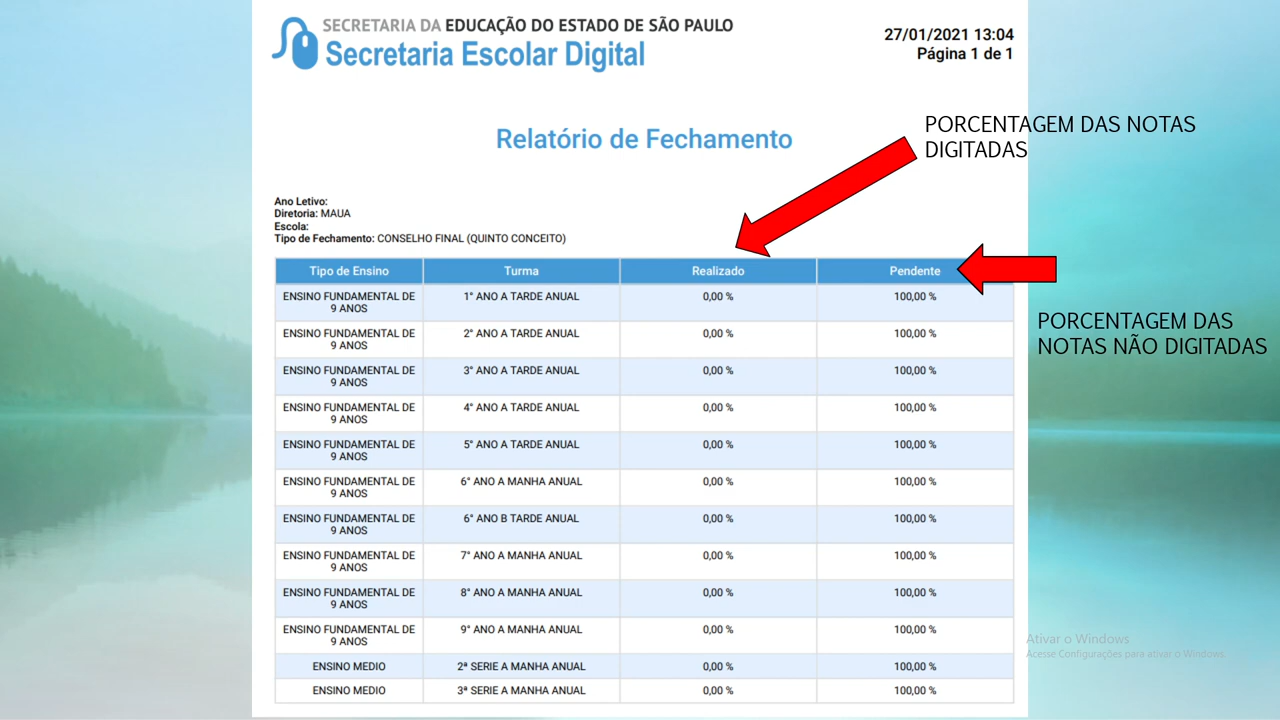 SECRETARIA DA EDUCAÇÃO DO ESTADO DE SÃO PAULO
Secretaria Escolar Digital
27/01/2021 13:04
Página 1 de 1
PORCENTAGEM DAS NOTAS
DIGITADAS
Relatório de Fechamento
Ano Letivo:
Diretoria: MAUA
Escola:
Tipo de Fechamento: CONSELHO FINAL (QUINTO CONCEITO)
Tipo de Ensino Turma Realizado Pendente
PORCENTAGEM DAS
NOTAS NÃO DIGITADAS
ENSINO FUNDAMENTAL DE
9 ANOS
1° ANO A TARDE ANUAL 0,00 % 100,00 %
ENSINO FUNDAMENTAL DE
9 ANOS
2° ANO A TARDE ANUAL 0,00 % 100,00 %
ENSINO FUNDAMENTAL DE
9 ANOS
3° ANO A TARDE ANUAL 0,00 % 100,00 %
ENSINO FUNDAMENTAL DE
9 ANOS
4° ANO A TARDE ANUAL 0,00 % 100,00 %
ENSINO FUNDAMENTAL DE
9 ANOS
5° ANO A TARDE ANUAL 0,00 % 100,00 %
ENSINO FUNDAMENTAL DE
9 ANOS
6° ANO A MANHA ANUAL 0,00 % 100,00 %
ENSINO FUNDAMENTAL DE
9 ANOS
6° ANO B TARDE ANUAL 0,00 % 100,00 %
ENSINO FUNDAMENTAL DE
9 ANOS
7° ANO A MANHA ANUAL 0,00 % 100,00 %
ENSINO FUNDAMENTAL DE
9 ANOS
8° ANO A MANHA ANUAL 0,00 % 100,00 %
ENSINO FUNDAMENTAL DE
9 ANOS
9° ANO A MANHA ANUAL 0,00 % 100,00 %
ENSINO MEDIO 2ª SERIE A MANHA ANUAL 0,00 % 100,00 %
ENSINO MEDIO 3ª SERIE A MANHA ANUAL 0,00 % 100,00 %
Ativar o Windows
Acesse Configurações para ativar o Windows.